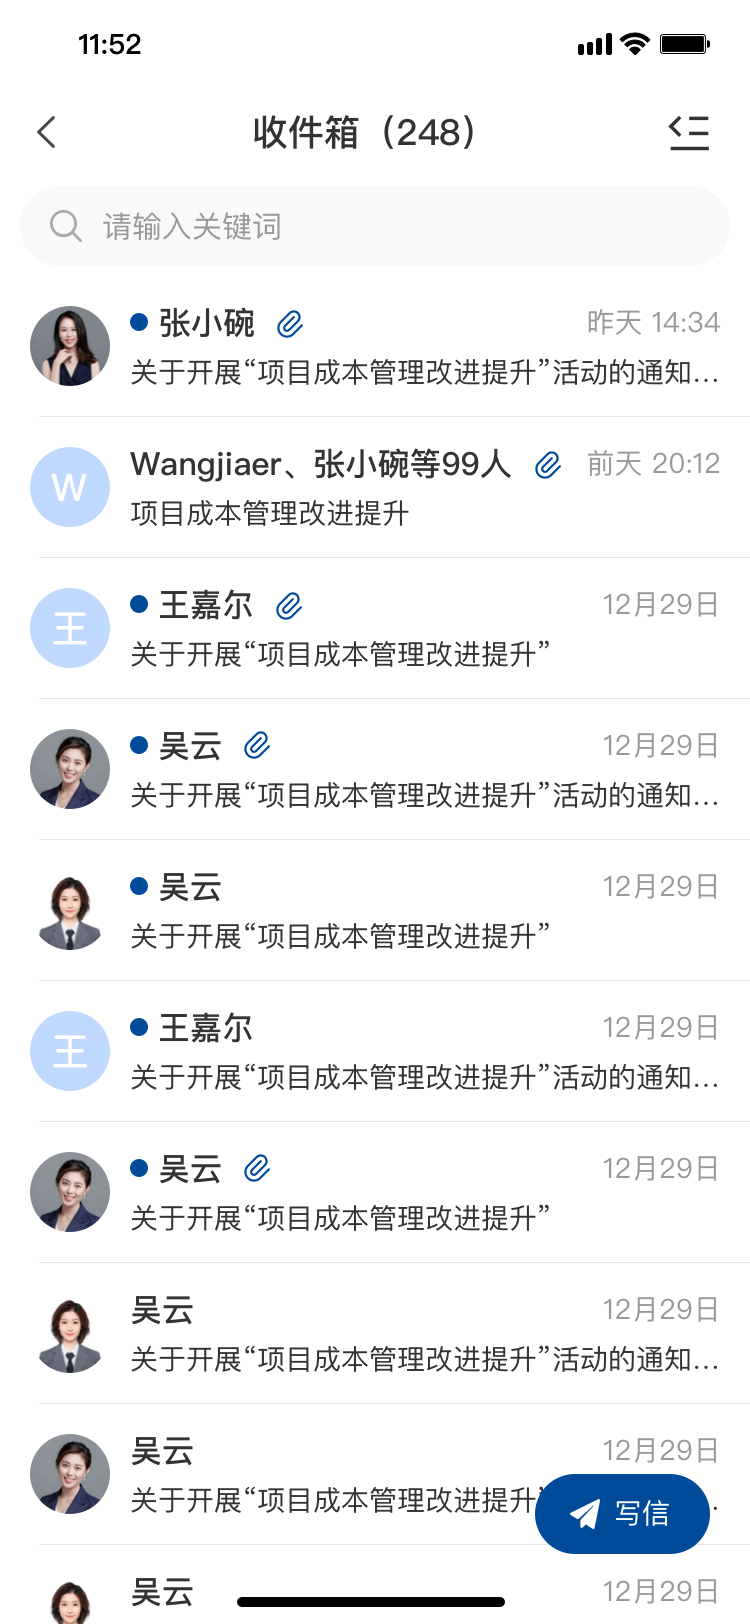 11:52
收件箱（248）
请输入关键词
张小碗 昨天 14:34
关于开展“项目成本管理改进提升”活动的通知...
W
Wangjiaer、张小碗等99人 前天 20:12
项目成本管理改进提升
王
王嘉尔 12月29日
关于开展“项目成本管理改进提升”
吴云 12月29日
关于开展“项目成本管理改进提升”活动的通知...
吴云 12月29日
关于开展“项目成本管理改进提升”
王
王嘉尔 12月29日
关于开展“项目成本管理改进提升”活动的通知...
吴云 12月29日
关于开展“项目成本管理改进提升”
吴云 12月29日
关于开展“项目成本管理改进提升”活动的通知...
吴云 12月29日
关于开展“项目成本管理改进提升
写信
吴云 12月29日